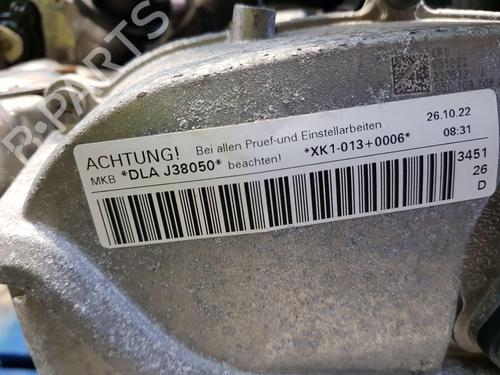 ACHTUNG! Bei allen Pruef-und Einstellarbeiten 26.10.22
MKB *DLA J38050* beachten! *XK1-013+0006* 08:31
3451
26
D
051022
B-PARTS